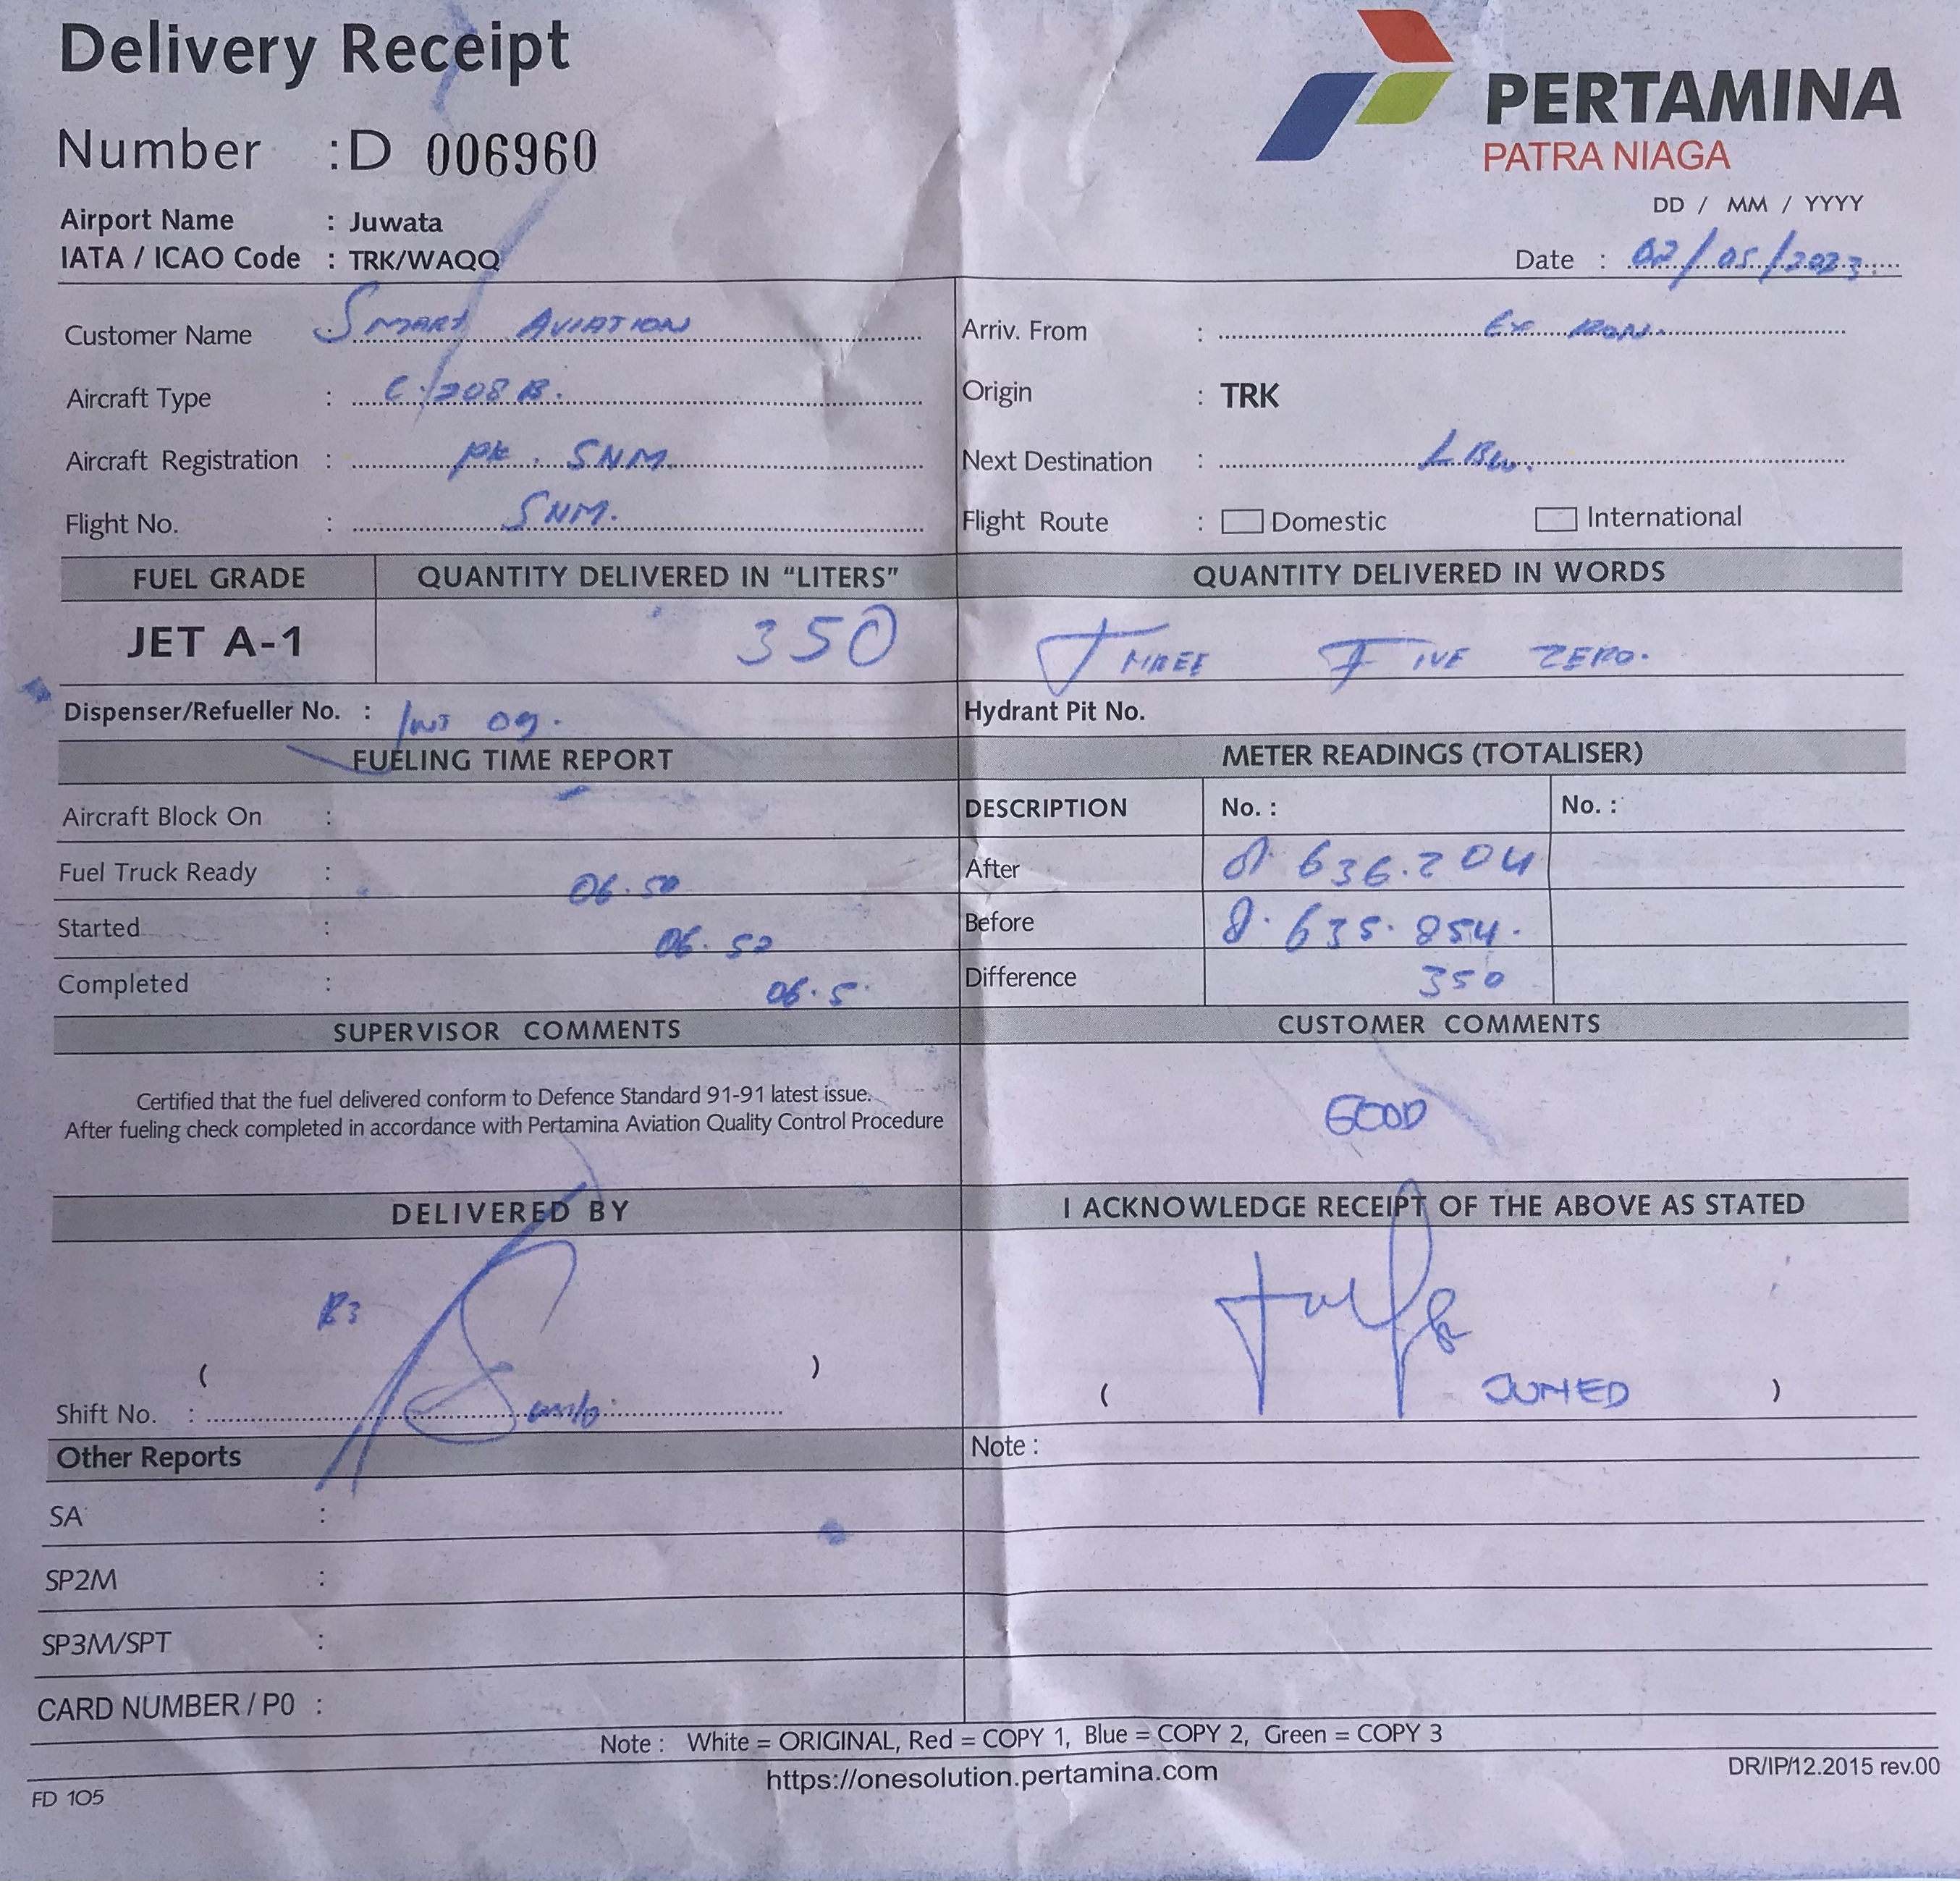 Delivery Receipt
PERTAMINA
PATRA NIAGA
Number : D 006960
DD / MM / YYYY
Airport Name : Juwata
IATA / ICAO Code : TRK/WAQQ
Date : 02/05/2023
Customer Name : SMART AVIATION
Arriv. From : Ex RON.
Aircraft Type : C/208 B.
Origin : TRK
Aircraft Registration : PK. SNM
Next Destination : LBW.
Flight No. : SNM.
Flight Route : Domestic International
FUEL GRADE QUANTITY DELIVERED IN “LITERS” QUANTITY DELIVERED IN WORDS
JET A-1 350 THREE FIVE ZERO.
Dispenser/Refueller No. : INT 09.
Hydrant Pit No.
FUELING TIME REPORT METER READINGS (TOTALISER)
Aircraft Block On :
DESCRIPTION No. : No. :
Fuel Truck Ready : 06.50
After 8.636.204
Started : 06.50
Before 8.635.854.
Completed : 06.5
Difference 350
SUPERVISOR COMMENTS CUSTOMER COMMENTS
Certified that the fuel delivered conform to Defence Standard 91-91 latest issue.
After fueling check completed in accordance with Pertamina Aviation Quality Control Procedure
GOOD
DELIVERED BY I ACKNOWLEDGE RECEIPT OF THE ABOVE AS STATED
( )
Shift No. :
( JUNED )
Other Reports
Note :
SA :
SP2M :
SP3M/SPT :
CARD NUMBER / P0 :
Note : White = ORIGINAL, Red = COPY 1, Blue = COPY 2, Green = COPY 3
https://onesolution.pertamina.com
DR/IP/12.2015 rev.00
FD 105